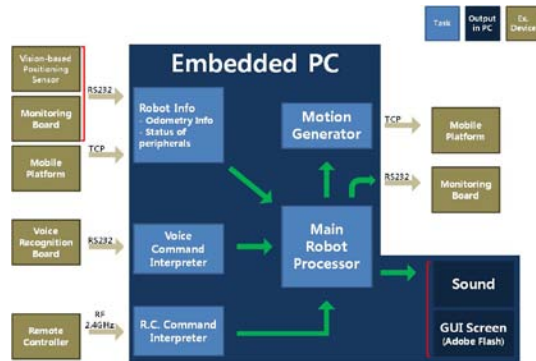 Task
Output
in PC
Ex.
Device
Embedded PC
Vision-based
Positioning
Sensor
Monitoring
Board
Mobile
Platform
RS232
TCP
Robot Info
- Odometry Info
- Status of
peripherals
Motion
Generator
TCP
Mobile
Platform
RS232
Monitoring
Board
Voice
Recognition
Board
RS232
Voice
Command
Interpreter
Main
Robot
Processor
Remote
Controller
RF
2.4GHz
R.C. Command
Interpreter
Sound
GUI Screen
(Adobe Flash)